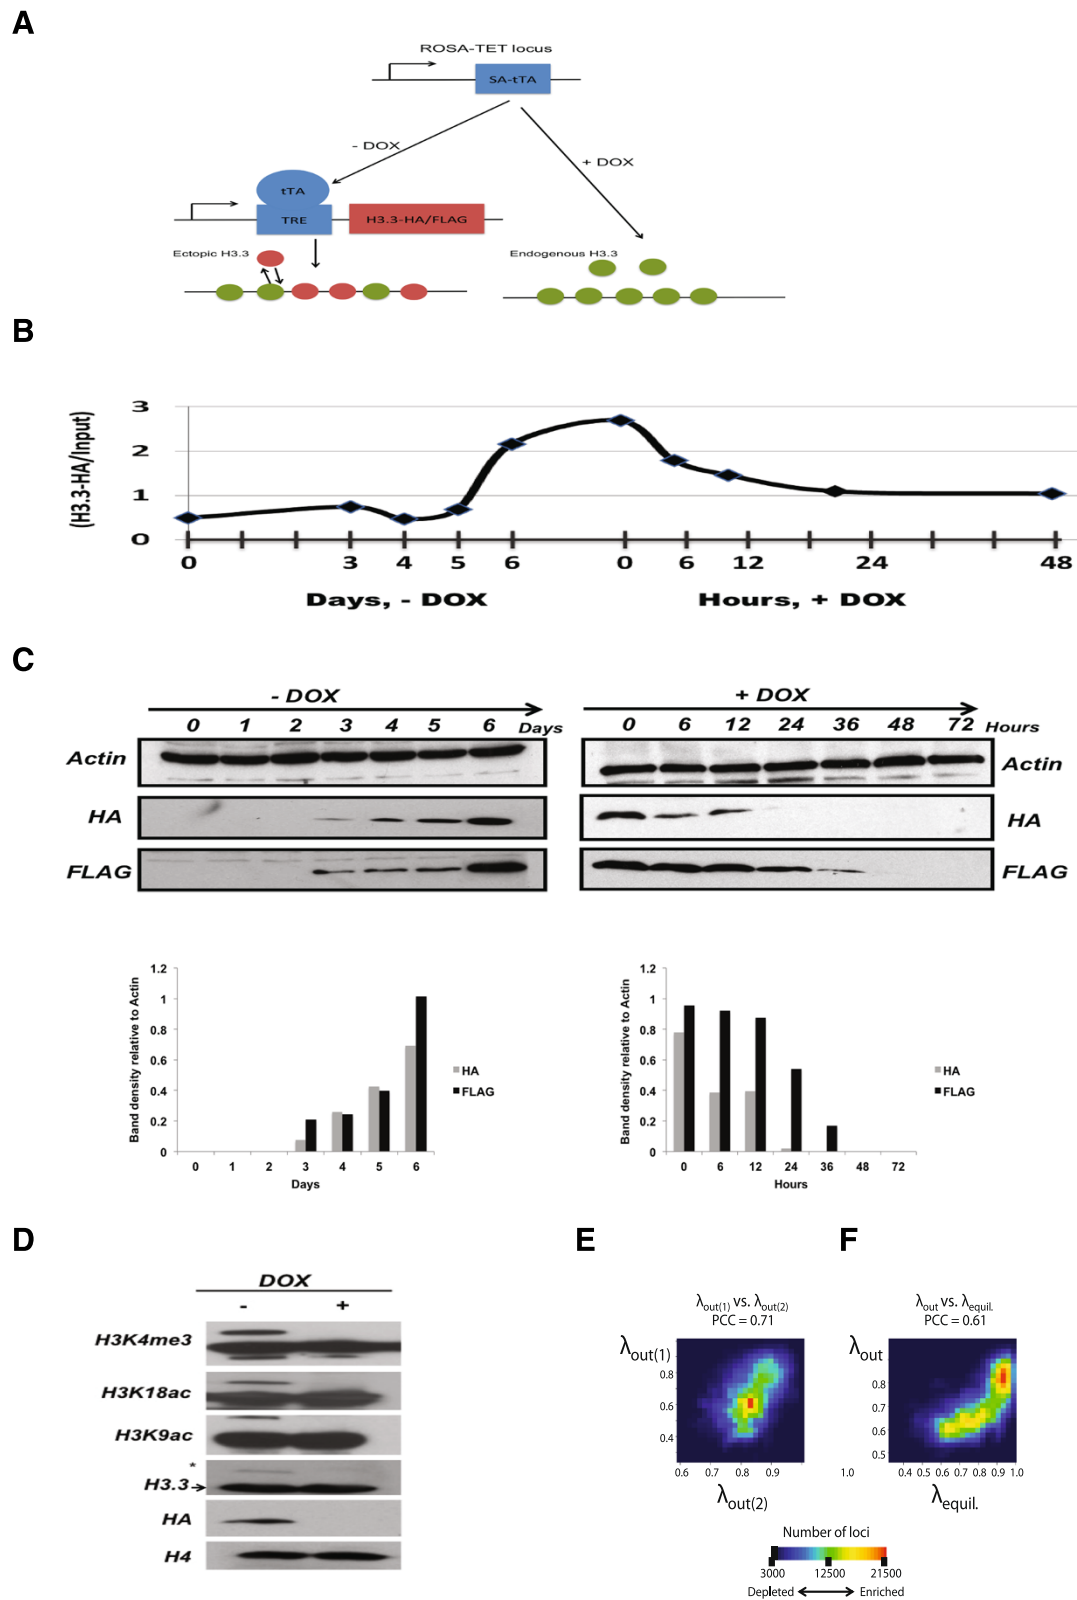 A
ROSA-TET locus
SA-tTA
- DOX
+ DOX
tTA
TRE
H3.3-HA/FLAG
Ectopic H3.3
Endogenous H3.3
B
(H3.3-HA/Input)
3
2
1
0
0 3 4 5 6 0 6 12 24 48
Days, - DOX
Hours, + DOX
C
- DOX
0 1 2 3 4 5 6 Days
Actin
HA
FLAG
+ DOX
0 6 12 24 36 48 72 Hours
Actin
HA
FLAG
Band density relative to Actin
1.2
1
0.8
0.6
0.4
0.2
0
0 1 2 3 4 5 6
Days
HA
FLAG
Band density relative to Actin
1.2
1
0.8
0.6
0.4
0.2
0
0 6 12 24 36 48 72
Hours
HA
FLAG
D
DOX
- +
H3K4me3
H3K18ac
H3K9ac
*
H3.3
HA
H4
E
λout(1) vs. λout(2)
PCC = 0.71
λout(1)
0.8
0.6
0.4
0.6 0.7 0.8 0.9 1.0
λout(2)
F
λout vs. λequil.
PCC = 0.61
λout
0.8
0.7
0.6
0.5
0.4 0.5 0.6 0.7 0.8 0.9 1.0
λequil.
Number of loci
3000 12500 21500
Depleted Enriched